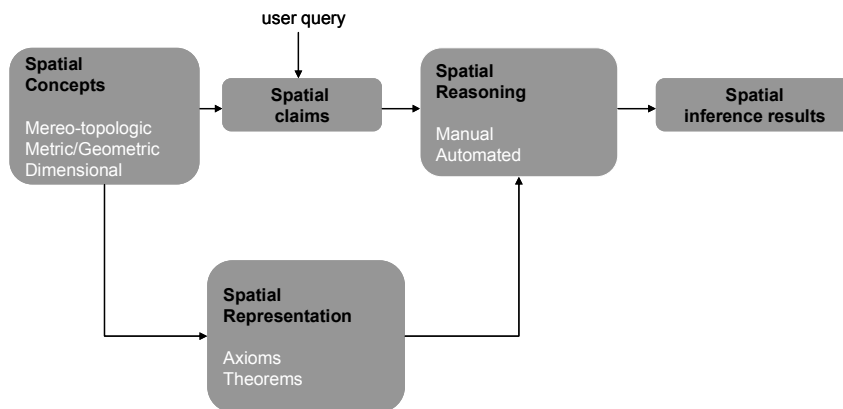 user query
Spatial
Concepts
Mereo-topologic
Metric/Geometric
Dimensional
Spatial
claims
Spatial
Reasoning
Manual
Automated
Spatial
inference results
Spatial
Representation
Axioms
Theorems